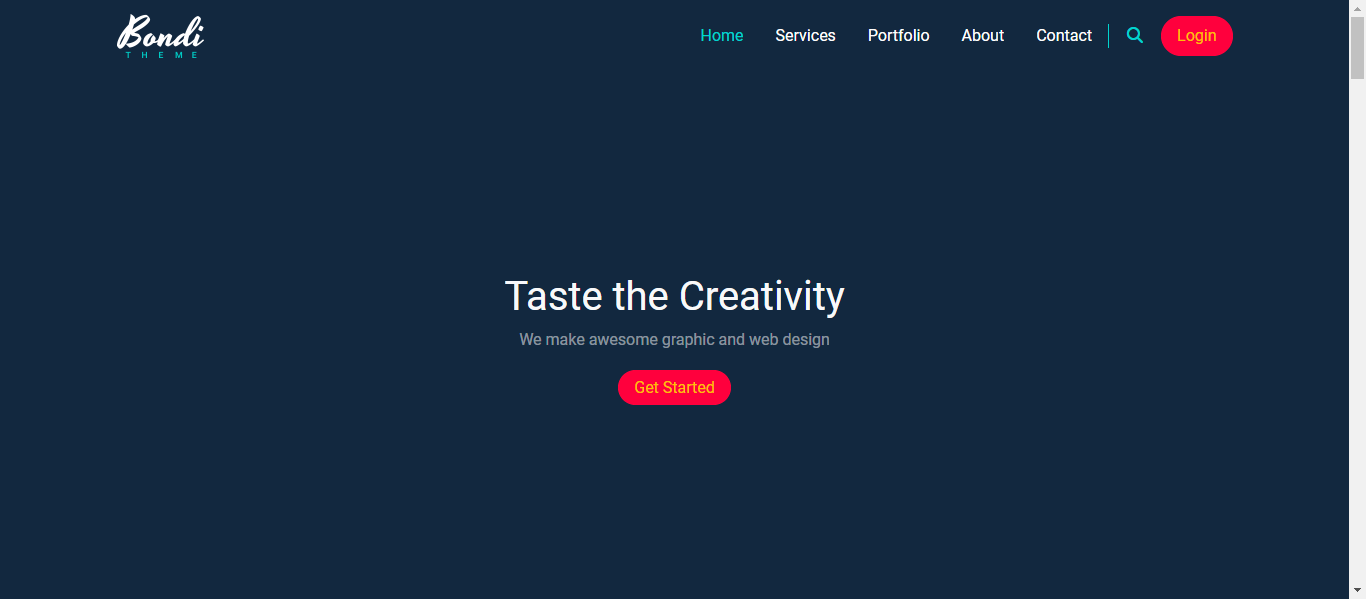 Bondi
THEME
Home Services Portfolio About Contact Login
Taste the Creativity
We make awesome graphic and web design
Get Started